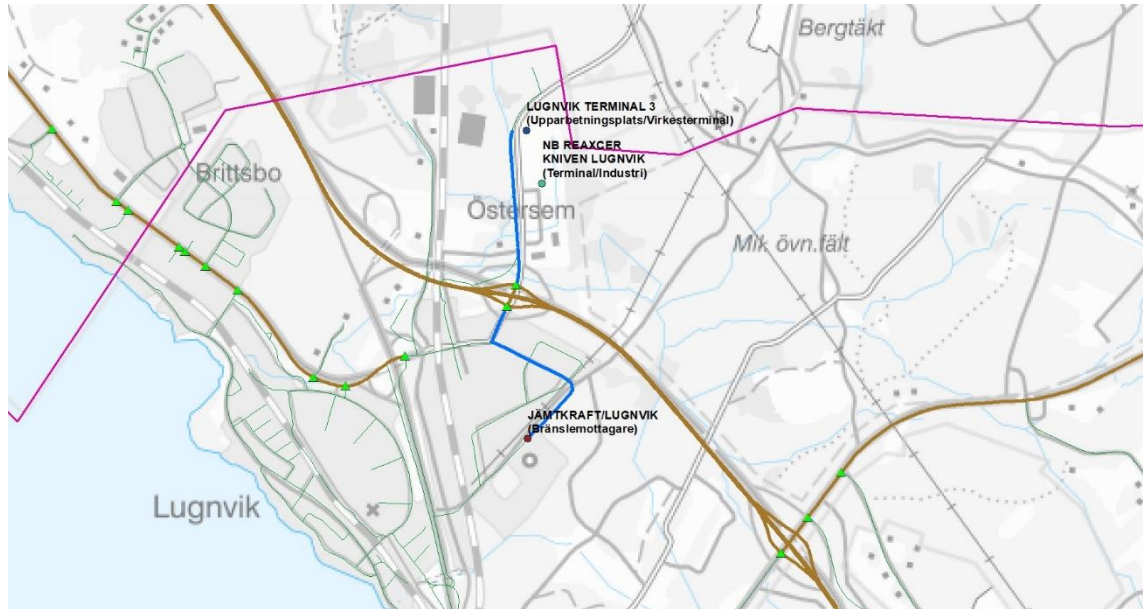 Bergtäkt
LUGNVIK TERMINAL 3
(Upparbetningsplats/Virkesterminal)
NB REAXCER
KNIVEN LUGNVIK
(Terminal/Industri)
Brittsbo
Östersem
Mik övn.fält
JÄMTKRAFT/LUGNVIK
(Bränslemottagare)
Lugnvik